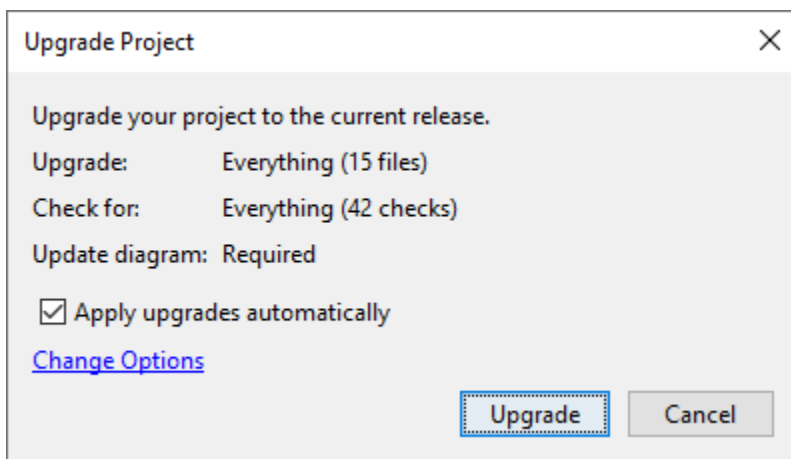 Upgrade Project
Upgrade your project to the current release.
Upgrade: Everything (15 files)
Check for: Everything (42 checks)
Update diagram: Required
Apply upgrades automatically
Change Options
Upgrade Cancel